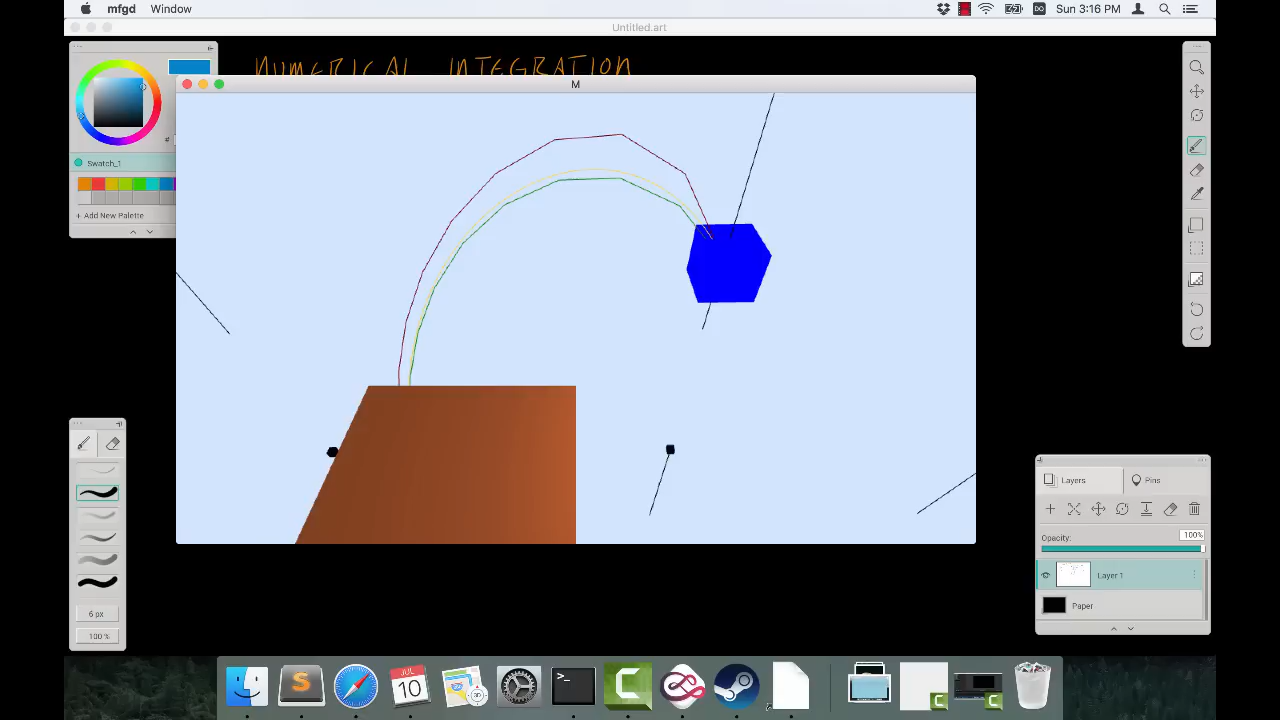 mfgd Window
Sun 3:16 PM
Untitled.art
NUMERICAL INTEGRATION
M
#
Swatch_1
+ Add New Palette
6 px
100 %
Layers
Pins
Opacity:
100%
Layer 1
Paper
JUL
10